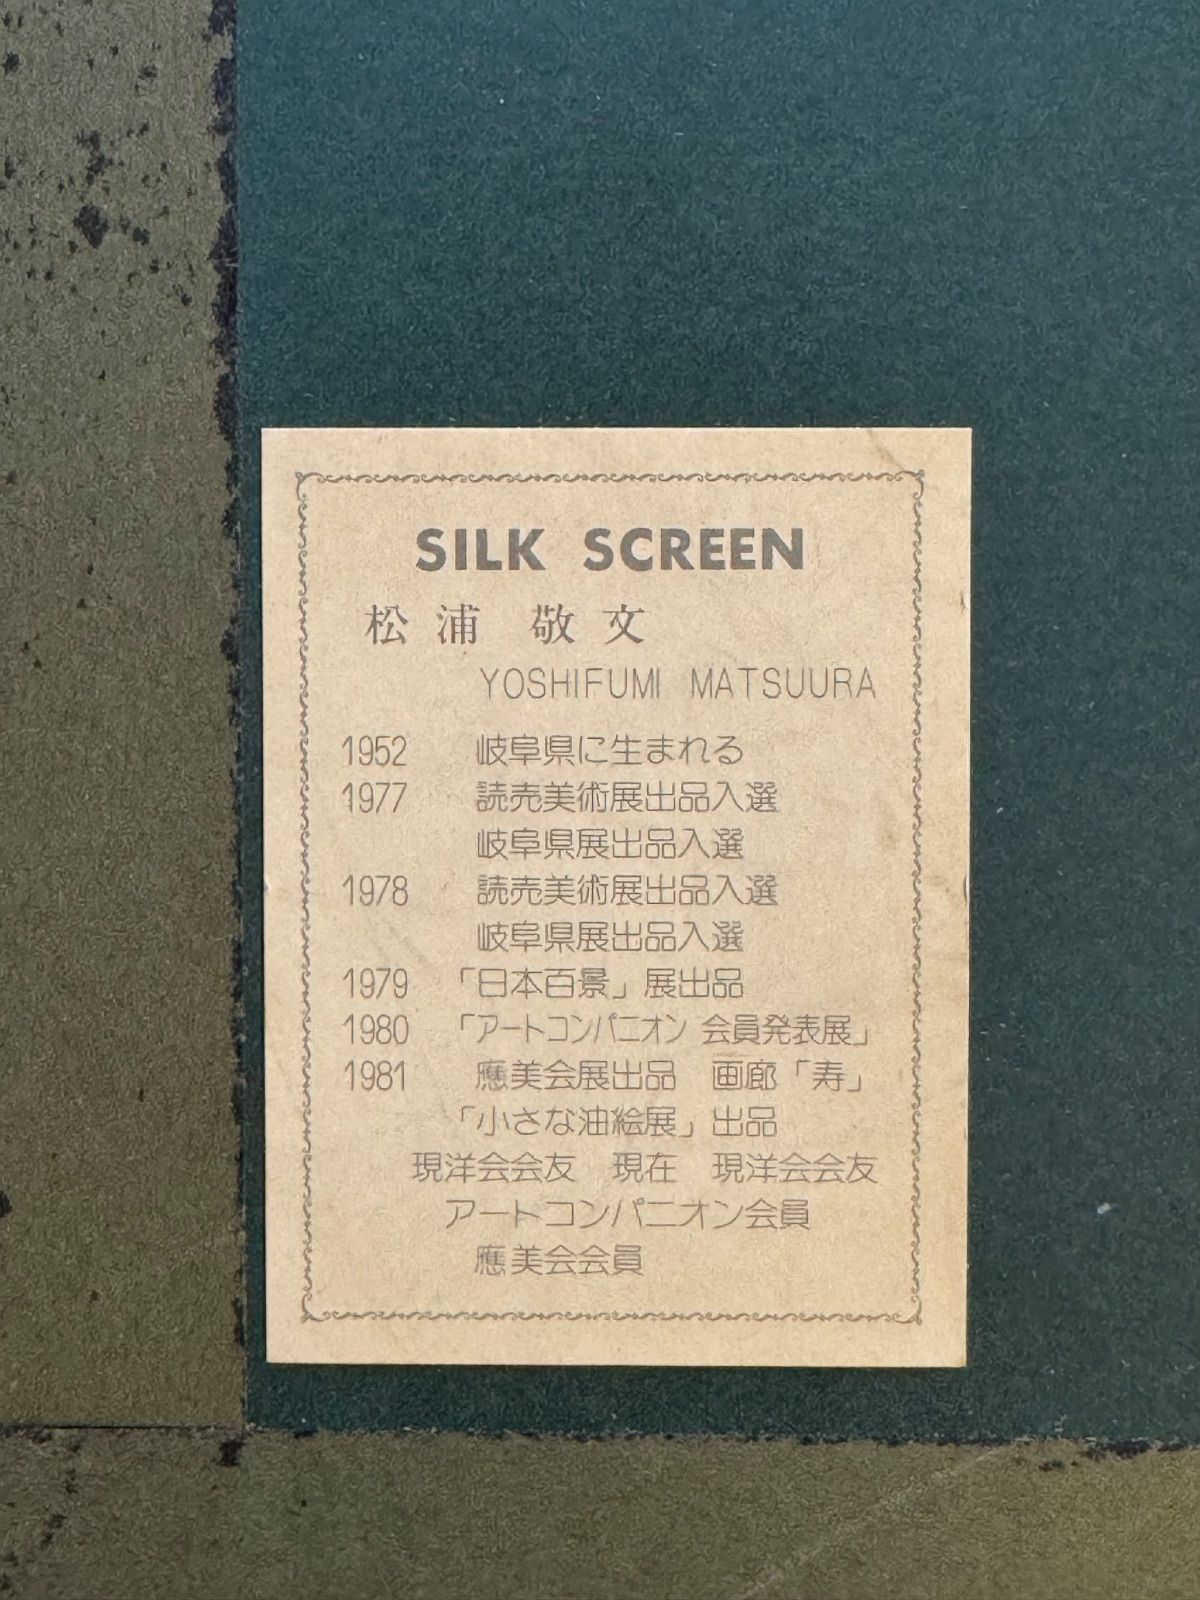 SILK SCREEN
松浦 敬文
YOSHIFUMI MATSUURA
1952 岐阜県に生まれる
1977 読売美術展出品入選
岐阜県展出品入選
1978 読売美術展出品入選
岐阜県展出品入選
1979 「日本百景」展出品
1980 「アートコンパニオン 会員発表展」
1981 應美会展出品 画廊「寿」
「小さな油絵展」出品
現洋会会友 現在 現洋会会友
アートコンパニオン会員
應美会会員